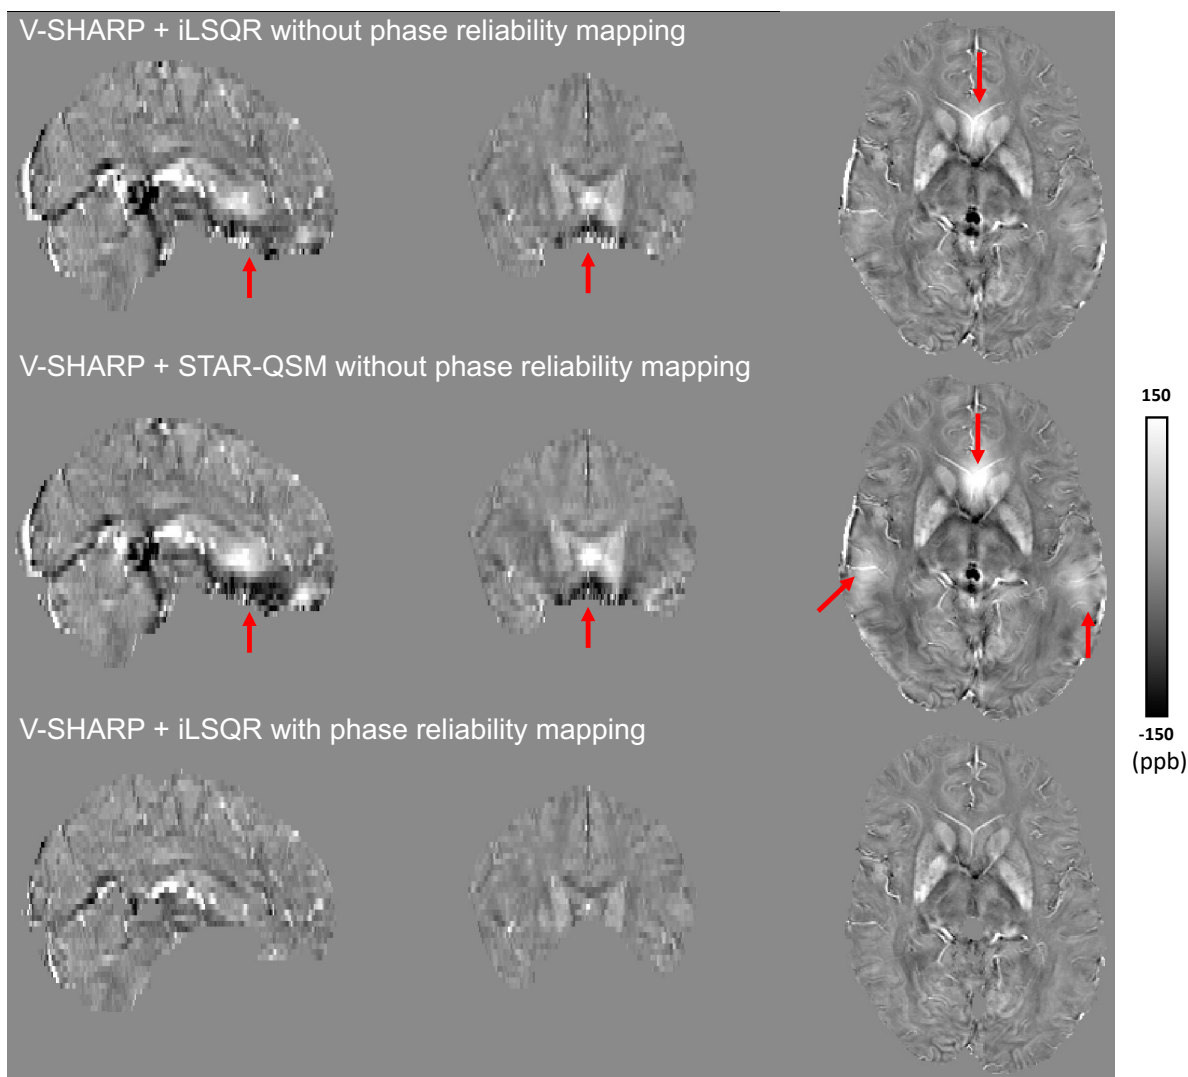 V-SHARP + iLSQR without phase reliability mapping
V-SHARP + STAR-QSM without phase reliability mapping
150
-150
(ppb)
V-SHARP + iLSQR with phase reliability mapping